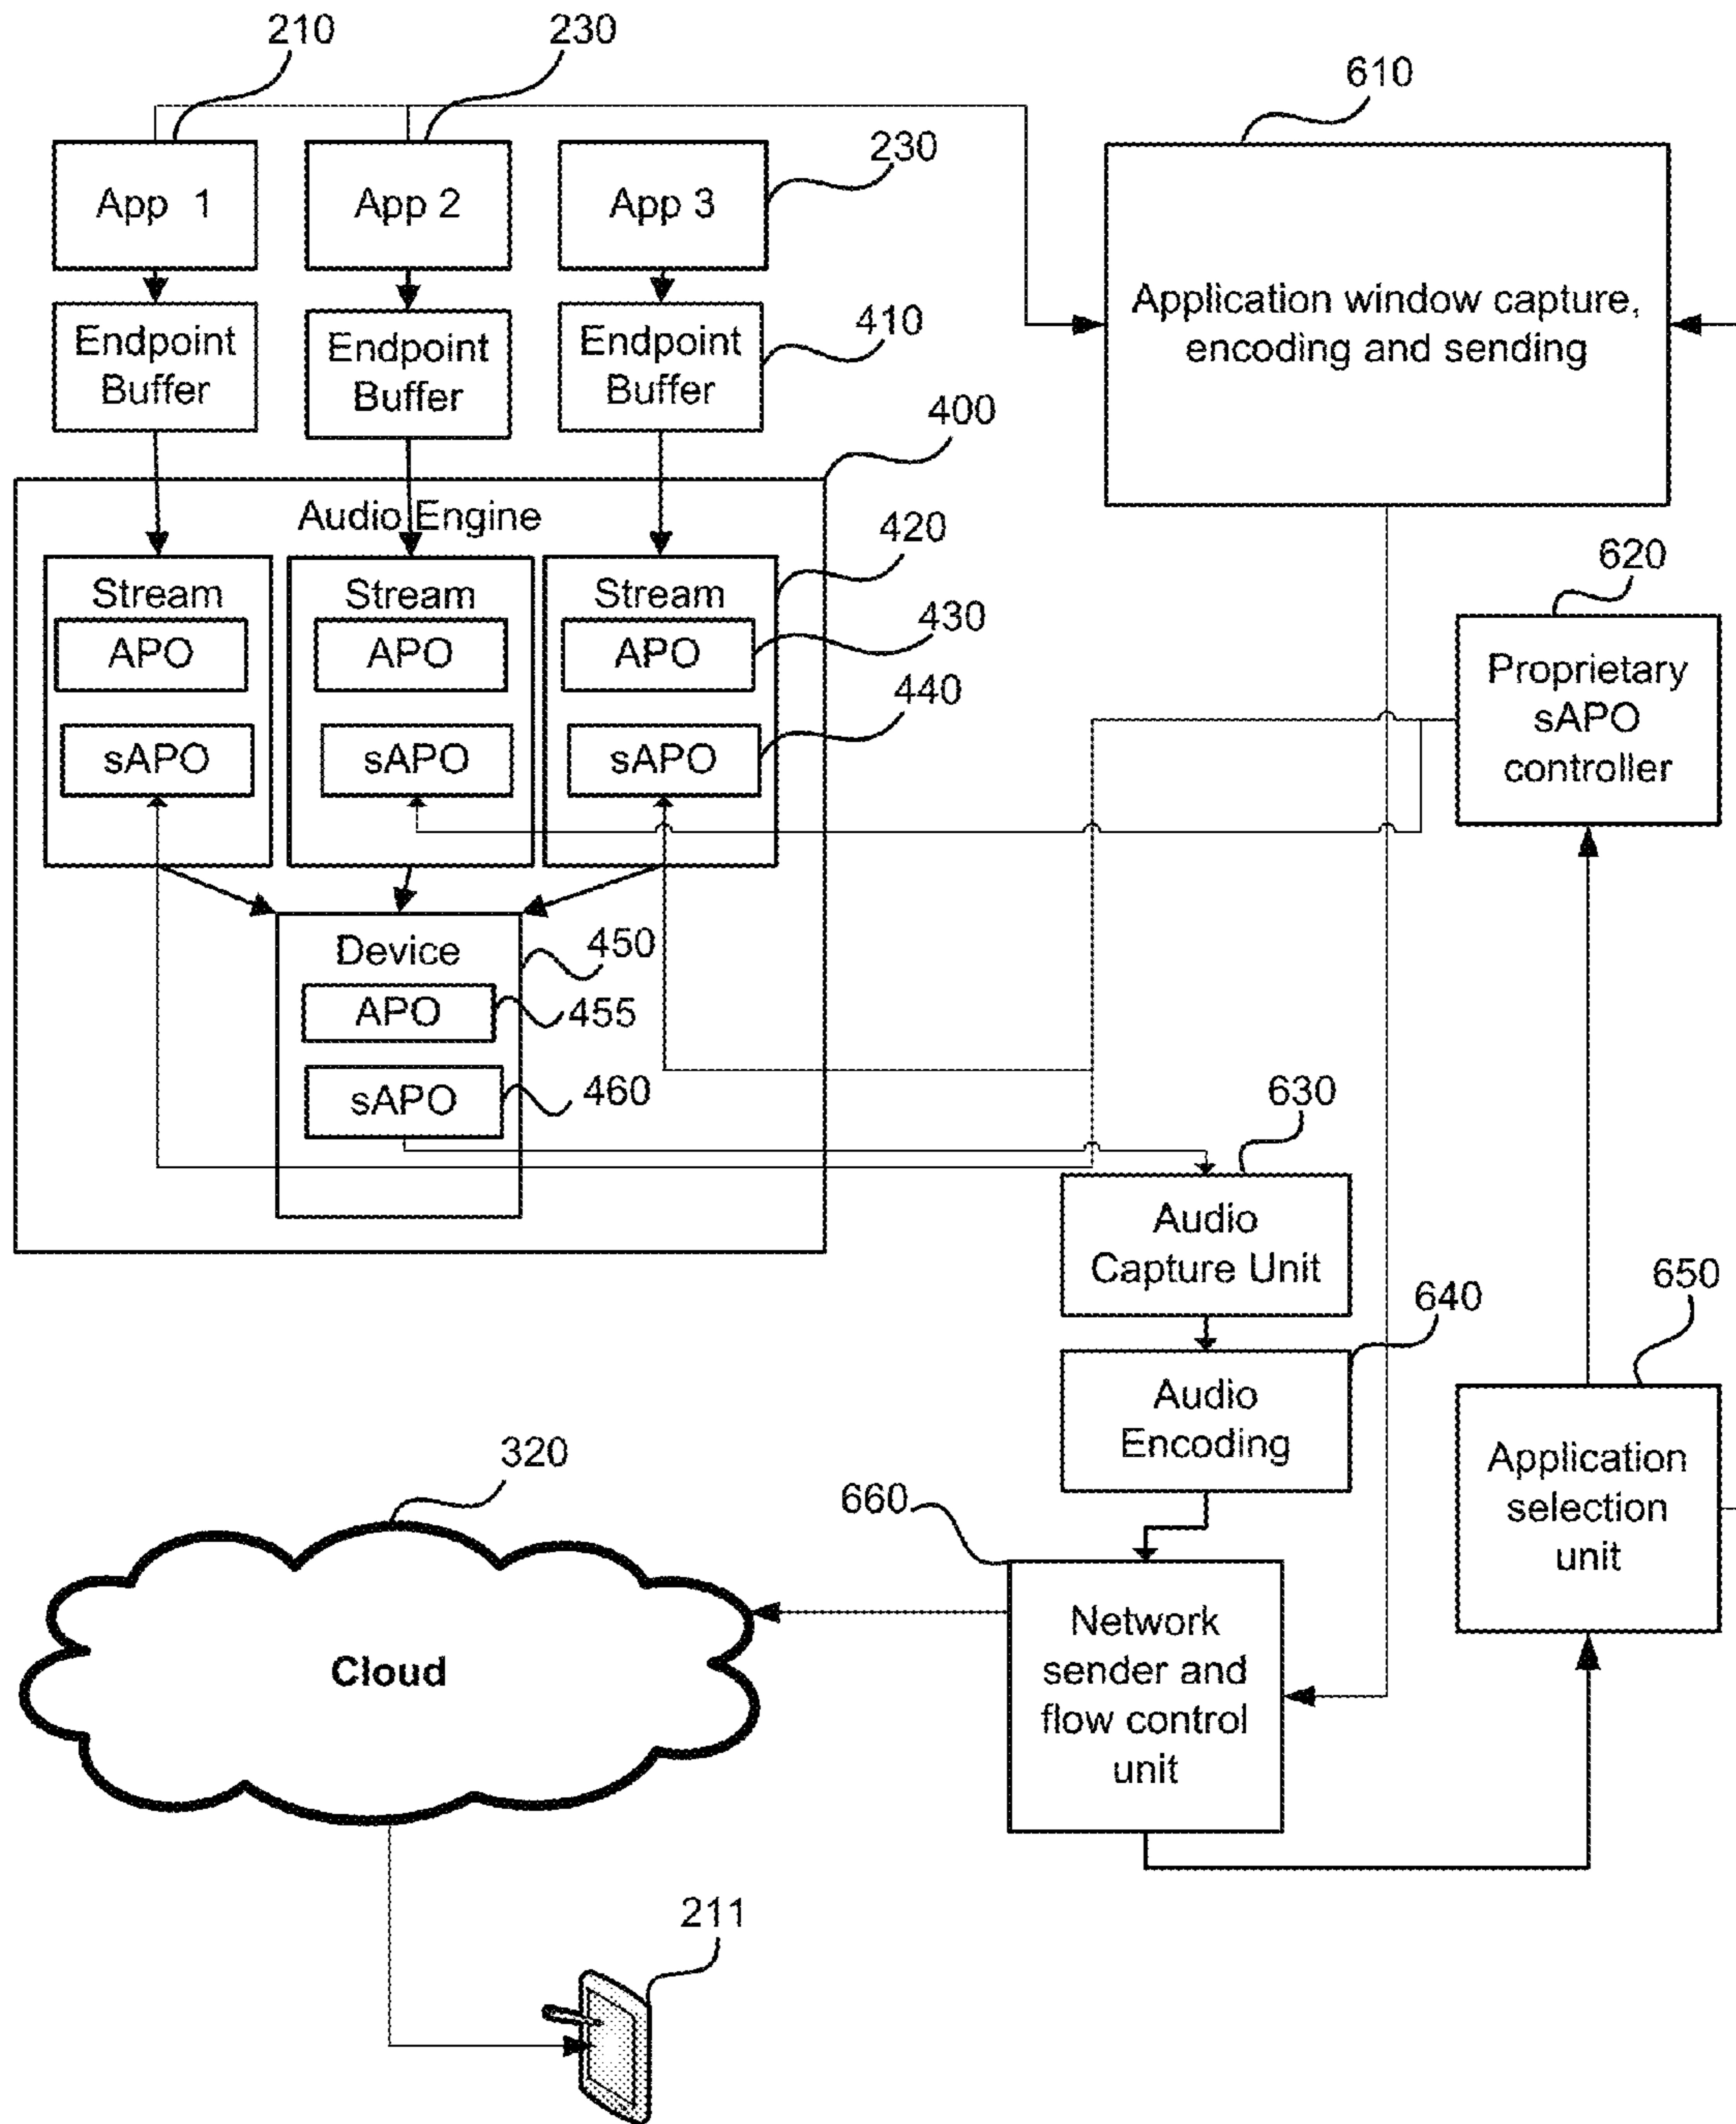 210
230
610
App 1
App 2
App 3
230
Endpoint
Buffer
Endpoint
Buffer
Endpoint
Buffer
410
Application window capture,
encoding and sending
400
Audio Engine
420
Stream
APO
sAPO
Stream
APO
sAPO
Stream
APO
sAPO
430
440
620
Proprietary
sAPO
controller
Device
450
APO
455
sAPO
460
630
Audio
Capture Unit
640
Audio
Encoding
650
Application
selection
unit
320
660
Cloud
Network
sender and
flow control
unit
211